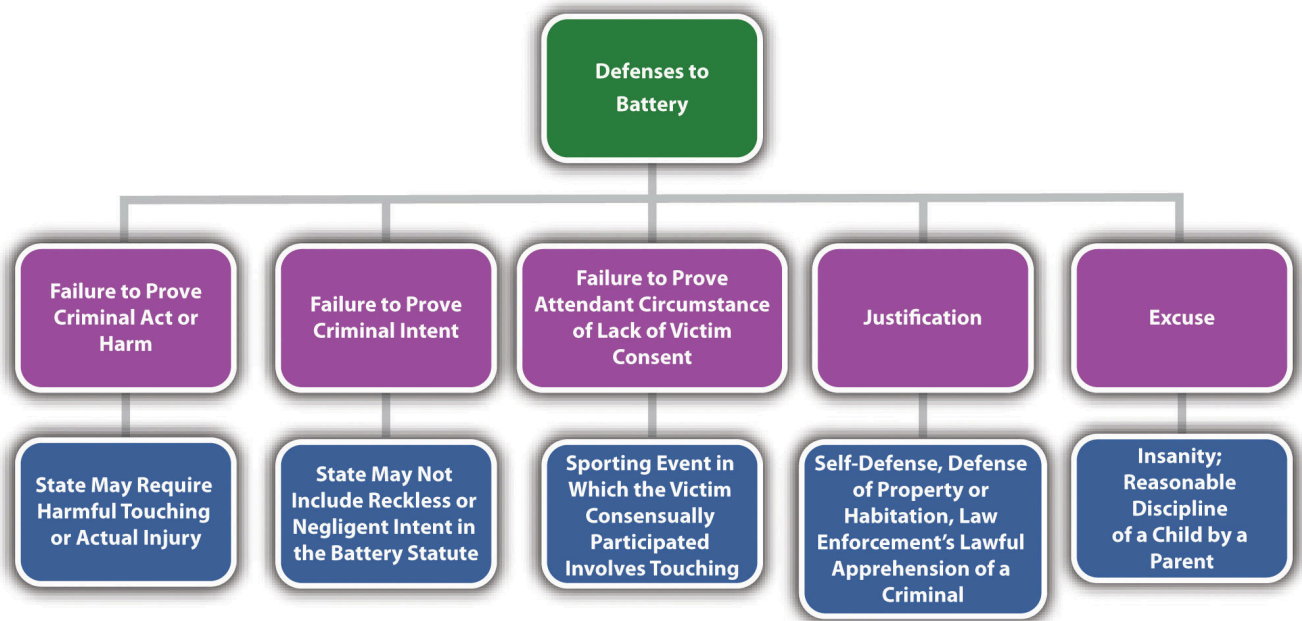 Defenses to
Battery
Failure to Prove
Criminal Act or
Harm
Failure to Prove
Criminal Intent
Failure to Prove
Attendant Circumstance
of Lack of Victim
Consent
Justification
Excuse
State May Require
Harmful Touching
or Actual Injury
State May Not
Include Reckless or
Negligent Intent in
the Battery Statute
Sporting Event in
Which the Victim
Consensually
Participated
Involves Touching
Self-Defense, Defense
of Property or
Habitation, Law
Enforcement’s Lawful
Apprehension of a
Criminal
Insanity;
Reasonable
Discipline
of a Child by a
Parent